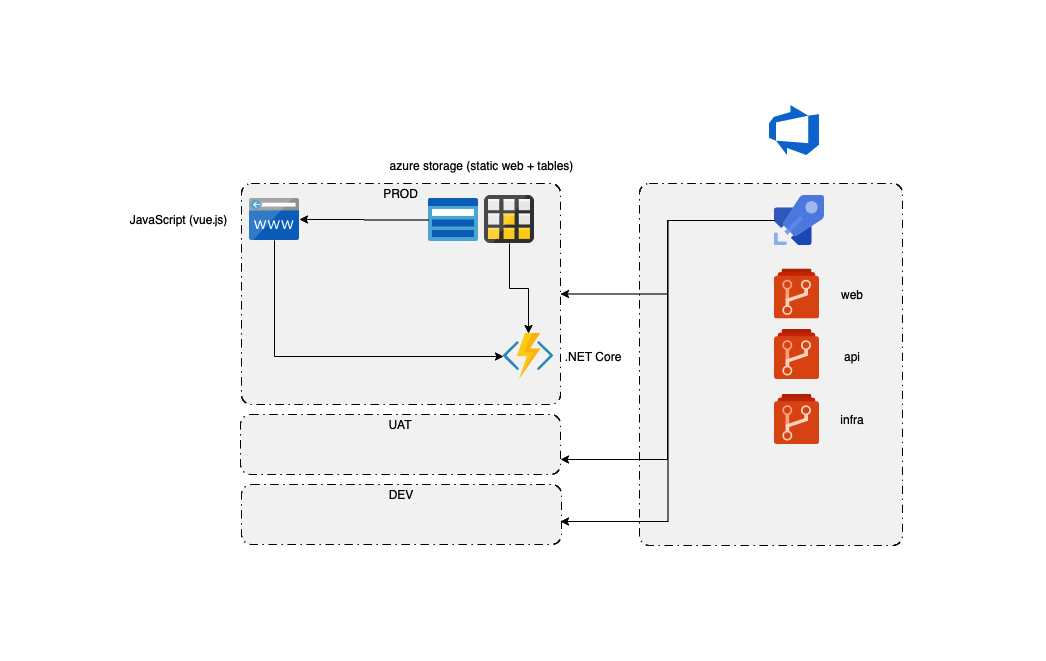 azure storage (static web + tables)
PROD
JavaScript (vue.js)
WWW
web
.NET Core
api
infra
UAT
DEV